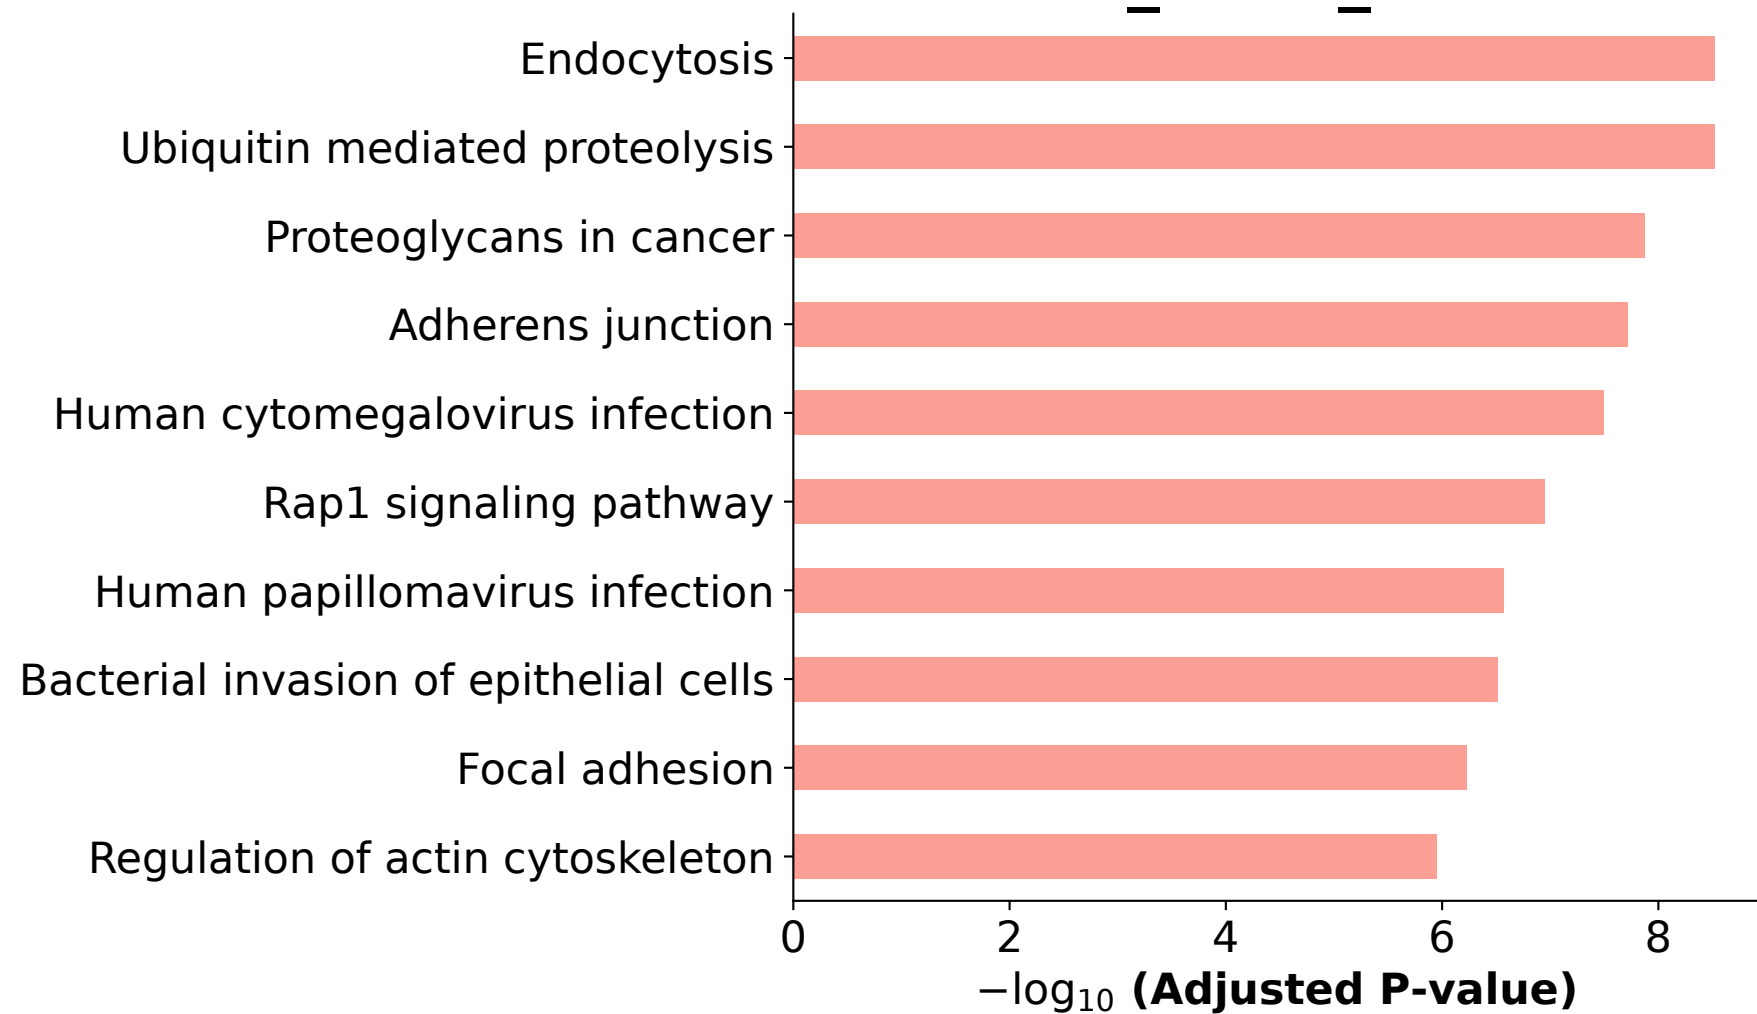 Endocytosis
Ubiquitin mediated proteolysis
Proteoglycans in cancer
Adherens junction
Human cytomegalovirus infection
Rap1 signaling pathway
Human papillomavirus infection
Bacterial invasion of epithelial cells
Focal adhesion
Regulation of actin cytoskeleton
0 2 4 6 8
−log₁₀ (Adjusted P-value)